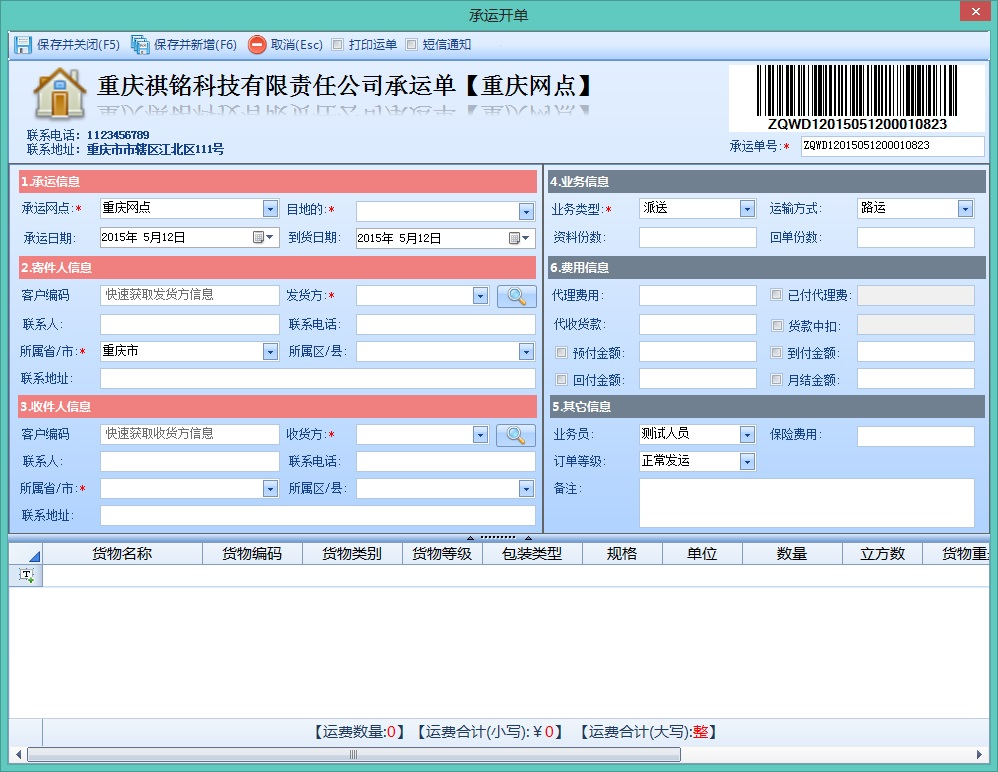 承运开单
保存并关闭(F5) 保存并新增(F6) 取消(Esc) 打印运单 短信通知
重庆祺铭科技有限责任公司承运单【重庆网点】
联系电话: 1123456789
联系地址: 重庆市市辖区江北区111号
ZQWD12015051200010823
承运单号:* ZQWD12015051200010823
1.承运信息
承运网点:* 重庆网点 目的地:*
承运日期: 2015年 5月12日 到货日期: 2015年 5月12日
2.寄件人信息
客户编码 快速获取发货方信息 发货方:*
联系人: 联系电话:
所属省/市:* 重庆市 所属区/县:
联系地址:
3.收件人信息
客户编码 快速获取收货方信息 收货方:*
联系人: 联系电话:
所属省/市:* 所属区/县:
联系地址:
4.业务信息
业务类型:* 派送 运输方式: 路运
资料份数: 回单份数:
6.费用信息
代理费用: 已付代理费:
代收货款: 货款中扣:
预付金额: 到付金额:
回付金额: 月结金额:
5.其它信息
业务员: 测试人员 保险费用:
订单等级: 正常发运
备注:
货物名称 货物编码 货物类别 货物等级 包装类型 规格 单位 数量 立方数 货物重
【运费数量:0】【运费合计(小写):¥0】 【运费合计(大写):整】